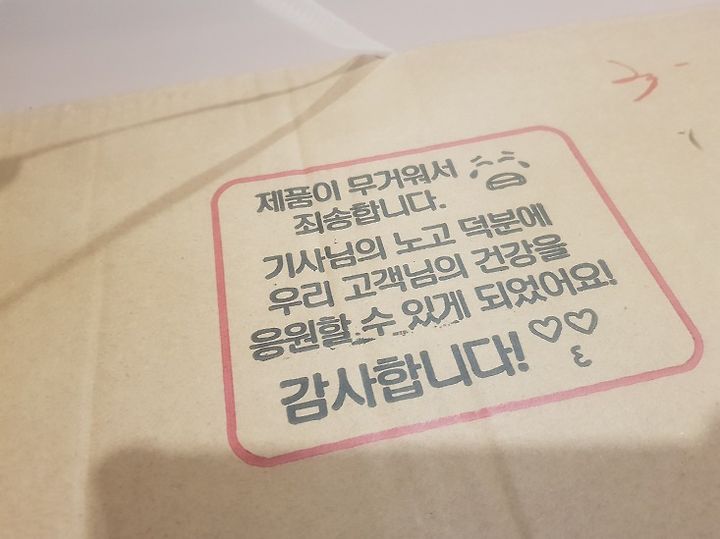 제품이 무거워서
죄송합니다.
기사님의 노고 덕분에
우리 고객님의 건강을
응원할 수 있게 되었어요!
감사합니다!